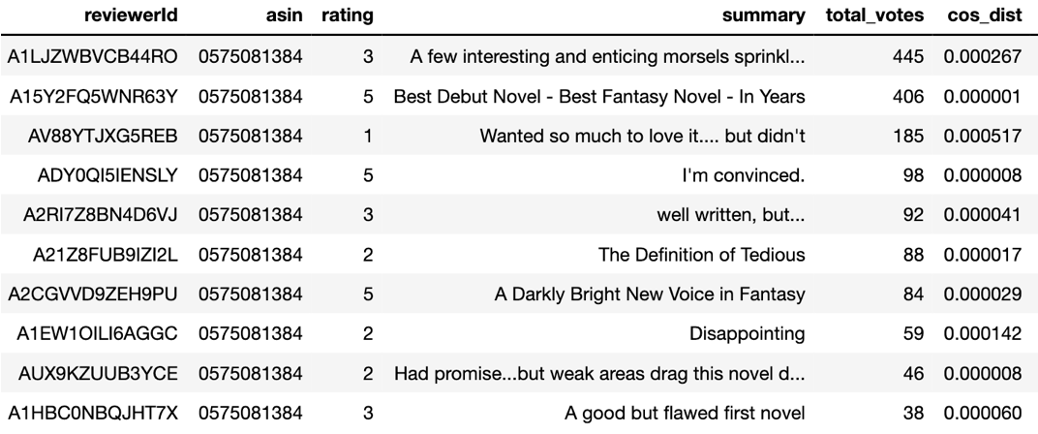 reviewerId asin rating summary total_votes cos_dist
A1LJZWBVCB44RO 0575081384 3 A few interesting and enticing morsels sprinkl... 445 0.000267
A15Y2FQ5WNR63Y 0575081384 5 Best Debut Novel - Best Fantasy Novel - In Years 406 0.000001
AV88YTJXG5REB 0575081384 1 Wanted so much to love it.... but didn't 185 0.000517
ADY0QI5IENSLY 0575081384 5 I'm convinced. 98 0.000008
A2RI7Z8BN4D6VJ 0575081384 3 well written, but... 92 0.000041
A21Z8FUB9IZI2L 0575081384 2 The Definition of Tedious 88 0.000017
A2CGVVD9ZEH9PU 0575081384 5 A Darkly Bright New Voice in Fantasy 84 0.000029
A1EW1OILI6AGGC 0575081384 2 Disappointing 59 0.000142
AUX9KZUUB3YCE 0575081384 2 Had promise...but weak areas drag this novel d... 46 0.000008
A1HBC0NBQJHT7X 0575081384 3 A good but flawed first novel 38 0.000060